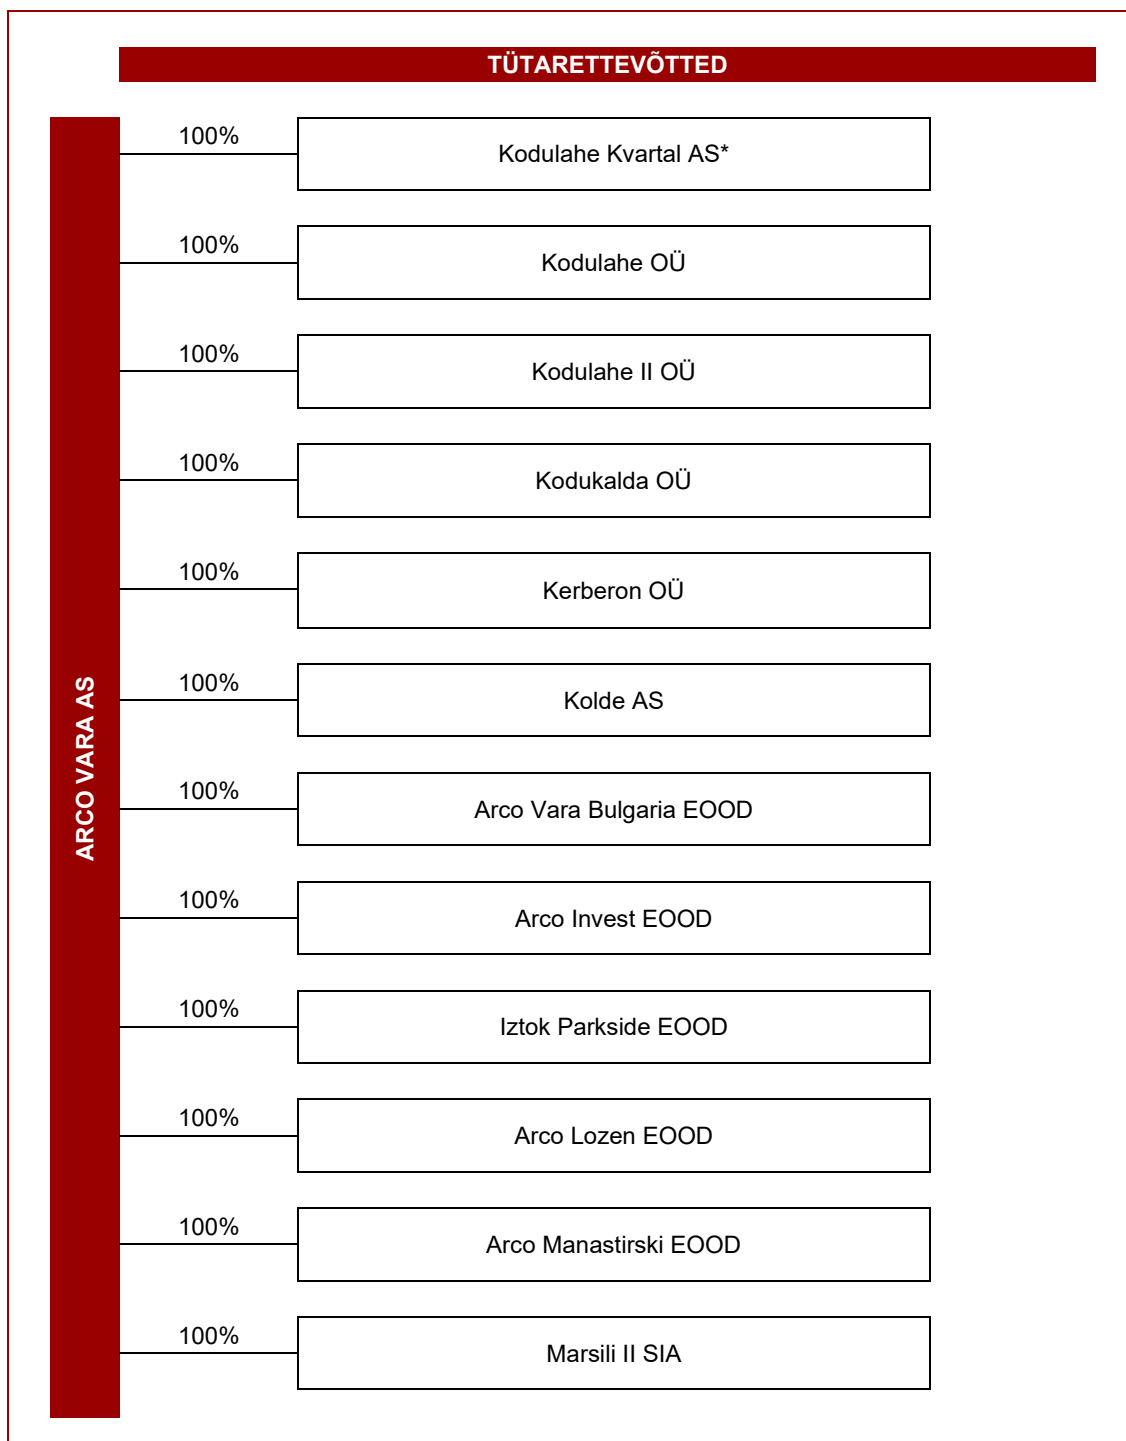 TÜTARETTEVÕTTED
ARCO VARA AS
100%
Kodulahe Kvartal AS*
100%
Kodulahe OÜ
100%
Kodulahe II OÜ
100%
Kodukalda OÜ
100%
Kerberon OÜ
100%
Kolde AS
100%
Arco Vara Bulgaria EOOD
100%
Arco Invest EOOD
100%
Iztok Parkside EOOD
100%
Arco Lozen EOOD
100%
Arco Manastirski EOOD
100%
Marsili II SIA